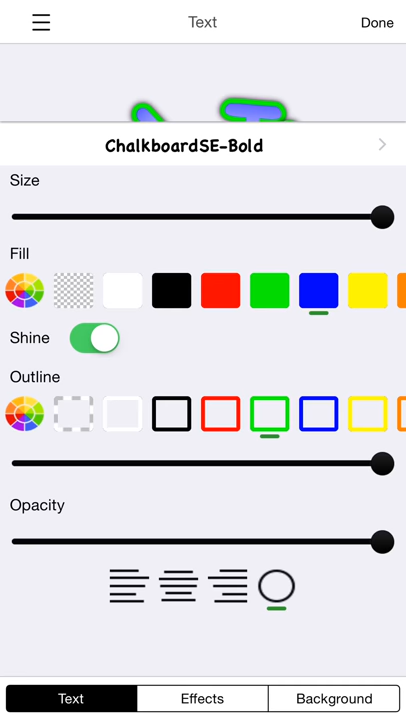 Text
Done
ChalkboardSE-Bold
Size
Fill
Shine
Outline
Opacity
Text
Effects
Background